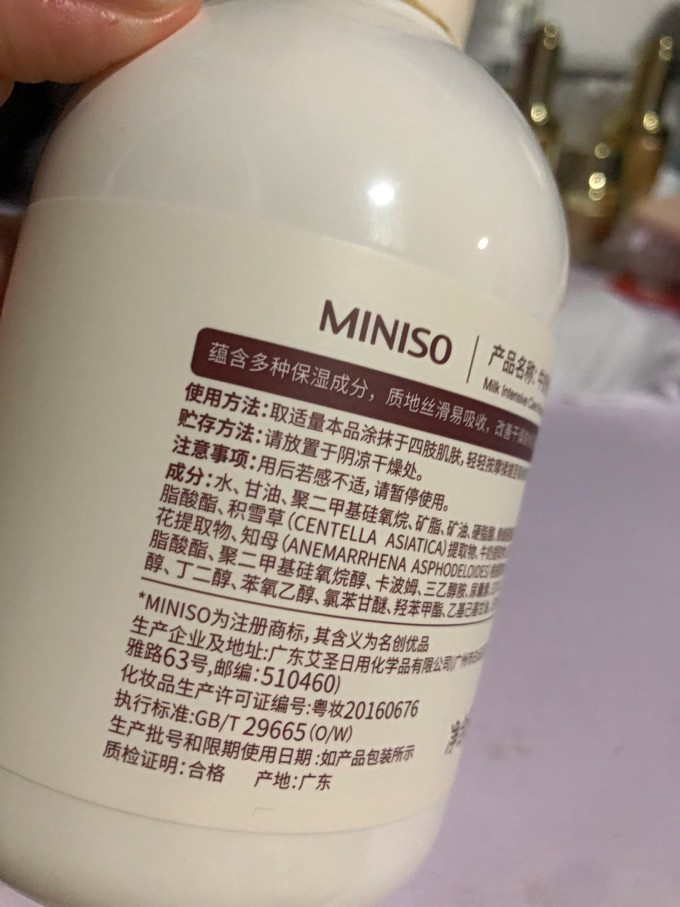 MINISO
产品名称:牛
Milk Intensive
蕴含多种保湿成分，质地丝滑易吸收，改善干
使用方法:取适量本品涂抹于四肢肌肤,轻轻按摩
贮存方法:请放置于阴凉干燥处。
注意事项:用后若感不适,请暂停使用。
成分:水、甘油、聚二甲基硅氧烷、矿脂、矿油、硬脂酸、
脂酸酯、积雪草(CENTELLA ASIATICA)提取物、牛奶
花提取物、知母(ANEMARRHENA ASPHODELOIDES)
脂酸酯、聚二甲基硅氧烷醇、卡波姆、三乙醇胺、尿囊素、
醇、丁二醇、苯氧乙醇、氯苯甘醚、羟苯甲酯、乙基己基甘油、
*MINISO为注册商标,其含义为名创优品
生产企业及地址:广东艾圣日用化学品有限公司(广州市
雅路63号,邮编:510460)
化妆品生产许可证编号:粤妆20160676
执行标准:GB/T 29665(O/W)
生产批号和限期使用日期:如产品包装所示
质检证明:合格 产地:广东
净